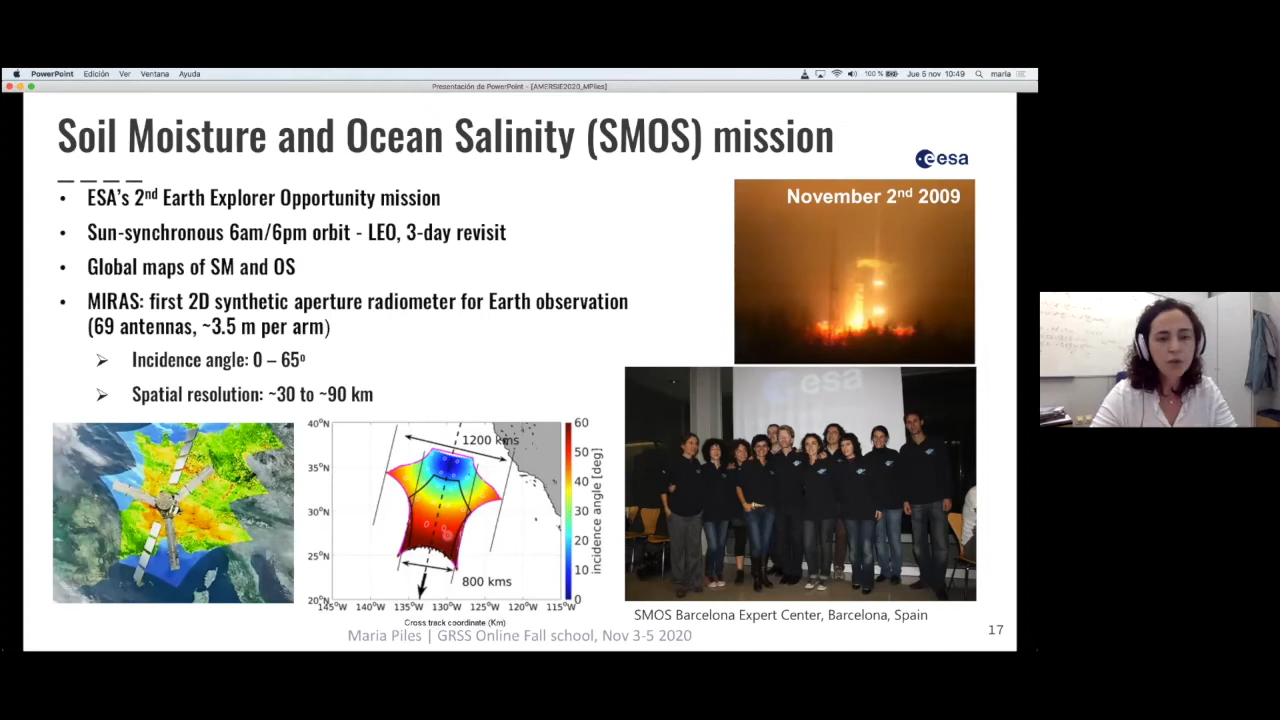 PowerPoint Edición Ver Ventana Ayuda
100 % Jue 5 nov 10:49 maria
Presentación de PowerPoint - [AMERSIE2020_MPiles]
Soil Moisture and Ocean Salinity (SMOS) mission
esa
• ESA's 2nd Earth Explorer Opportunity mission
• Sun-synchronous 6am/6pm orbit - LEO, 3-day revisit
• Global maps of SM and OS
• MIRAS: first 2D synthetic aperture radiometer for Earth observation
(69 antennas, ~3.5 m per arm)
➢ Incidence angle: 0 – 65º
➢ Spatial resolution: ~30 to ~90 km
November 2nd 2009
esa
40°N
35°N
30°N
25°N
20°N
145°W 140°W 135°W 130°W 125°W 120°W 115°W
1200 kms
800 kms
60
50
40
30
20
10
0
incidence angle [deg]
Cross track coordinate (Km)
SMOS Barcelona Expert Center, Barcelona, Spain
Maria Piles | GRSS Online Fall school, Nov 3-5 2020
17